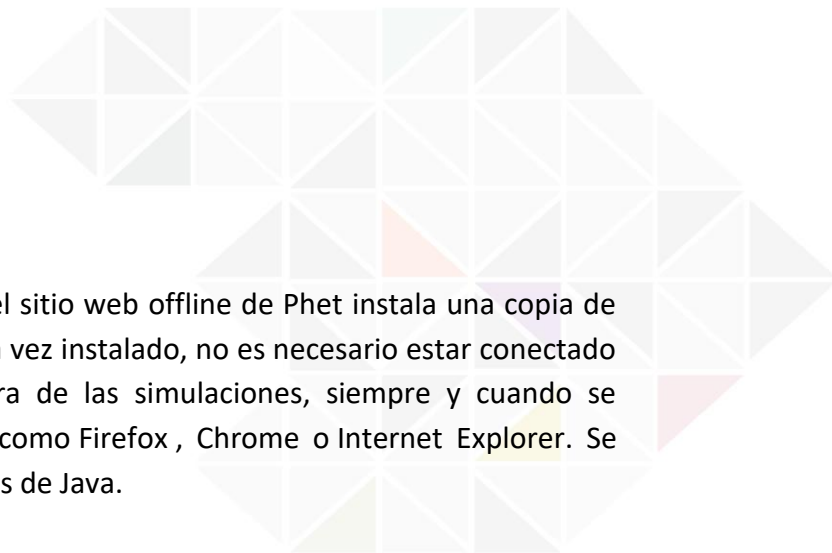 el sitio web offline de Phet instala una copia de
vez instalado, no es necesario estar conectado
ra de las simulaciones, siempre y cuando se
como Firefox , Chrome o Internet Explorer. Se
s de Java.